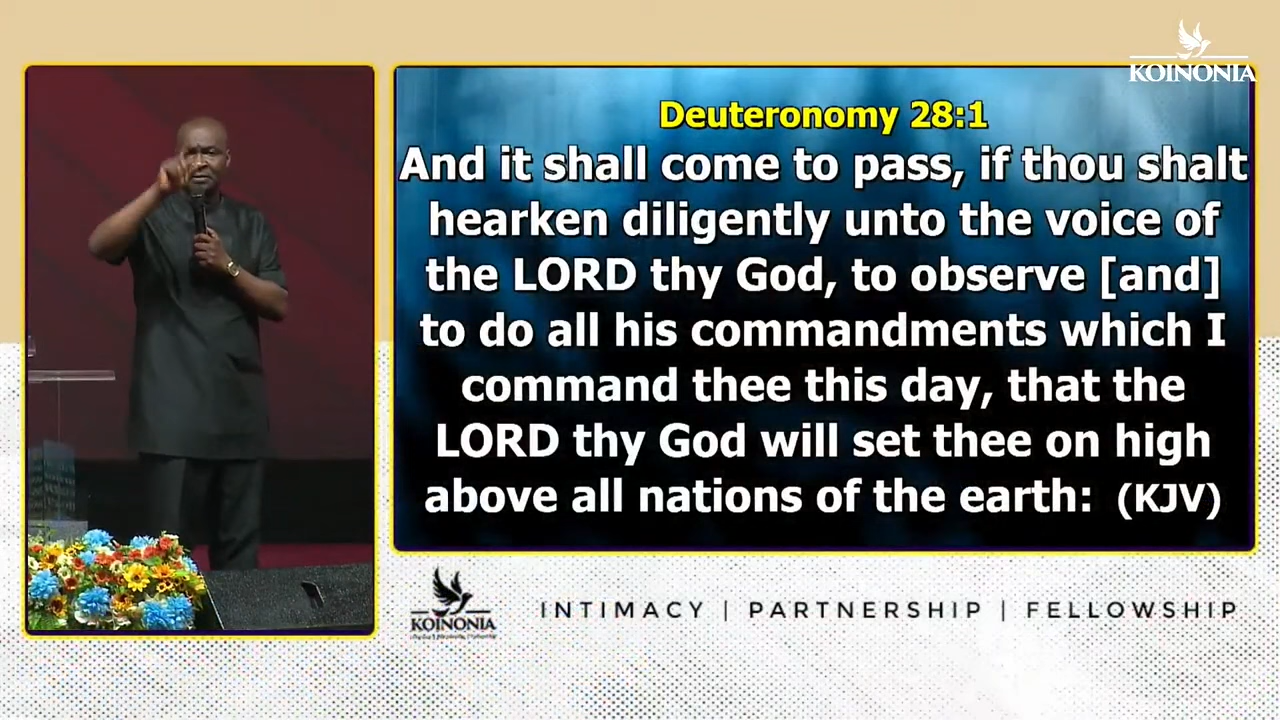 KOINONIA
Deuteronomy 28:1
And it shall come to pass, if thou shalt
hearken diligently unto the voice of
the LORD thy God, to observe [and]
to do all his commandments which I
command thee this day, that the
LORD thy God will set thee on high
above all nations of the earth: (KJV)
KOINONIA
INTIMACY | PARTNERSHIP | FELLOWSHIP